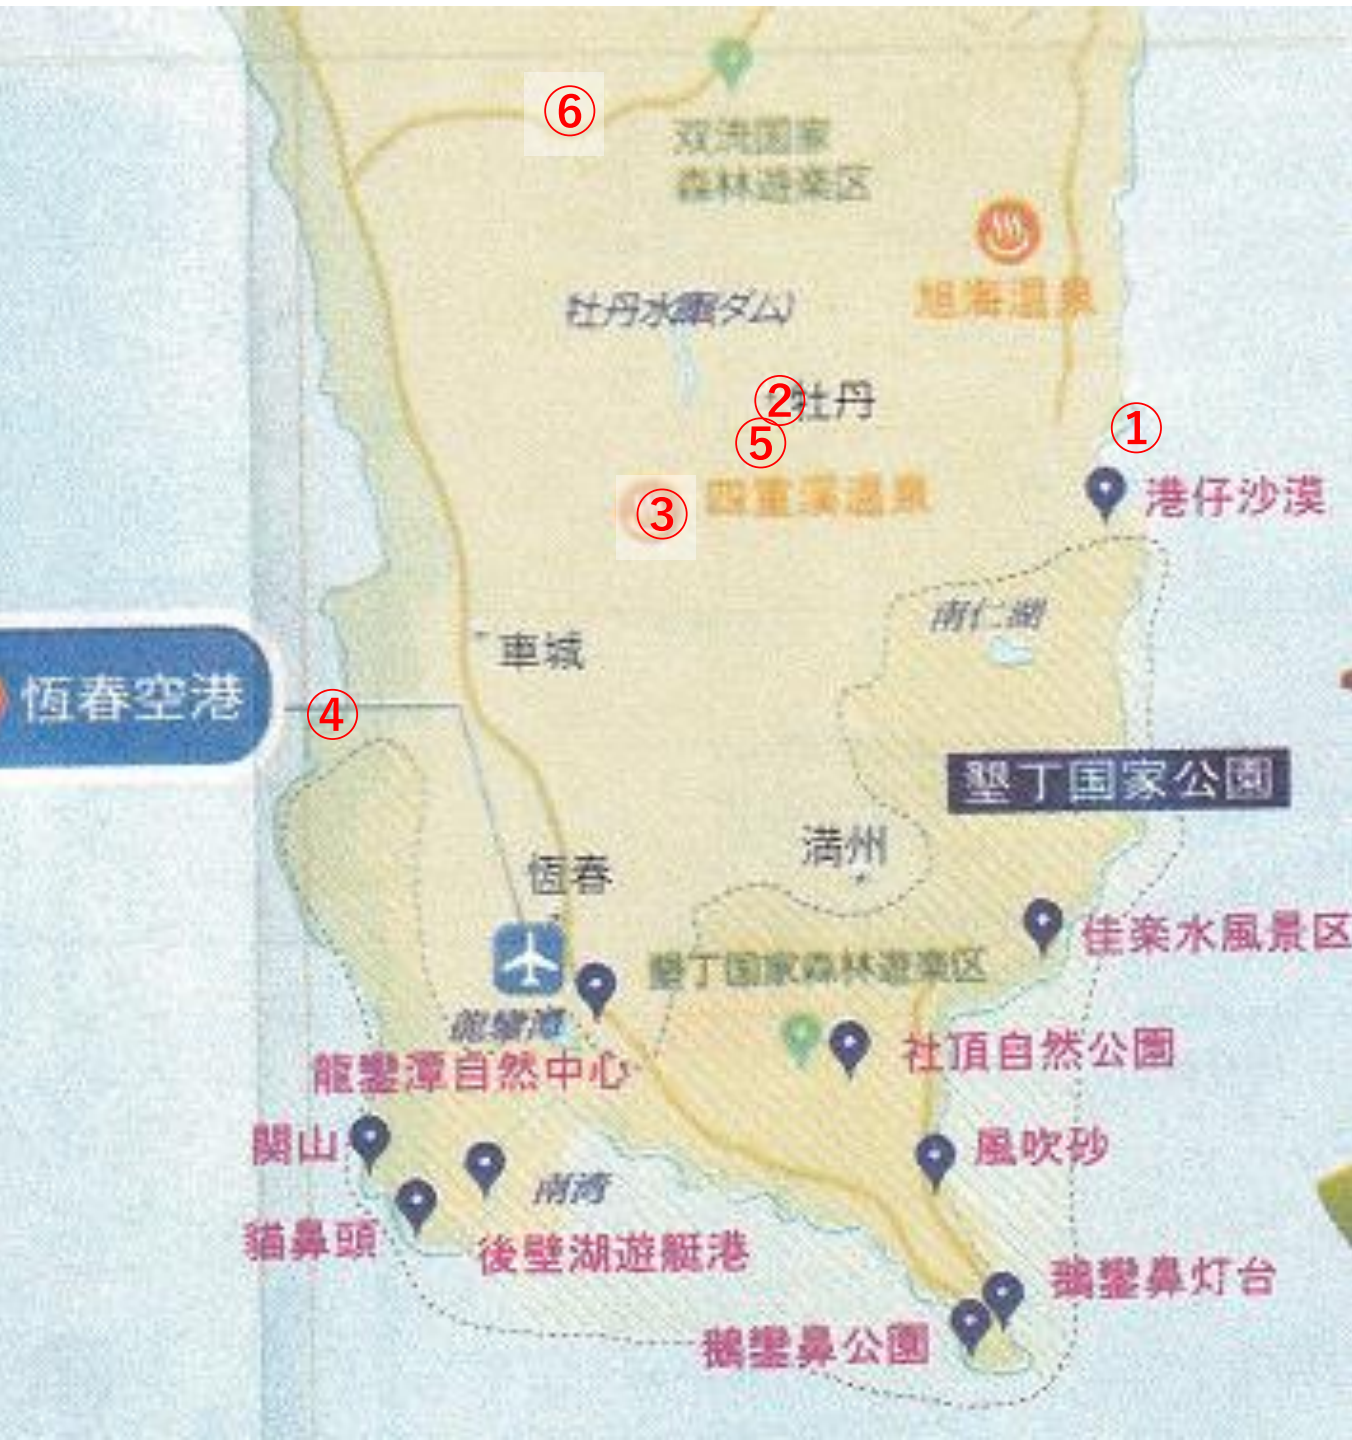 ⑥
双流国家
森林遊楽区
旭海温泉
牡丹水庫(ダム)
②牡丹
①
⑤
③四重渓温泉
港仔沙漠
南仁湖
車城
恆春空港
④
墾丁国家公園
満州
恆春
佳楽水風景区
墾丁国家森林遊楽区
龍鑾潭
社頂自然公園
龍鑾潭自然中心
関山
風吹砂
南湾
貓鼻頭
後壁湖遊艇港
鵝鑾鼻灯台
鵝鑾鼻公園